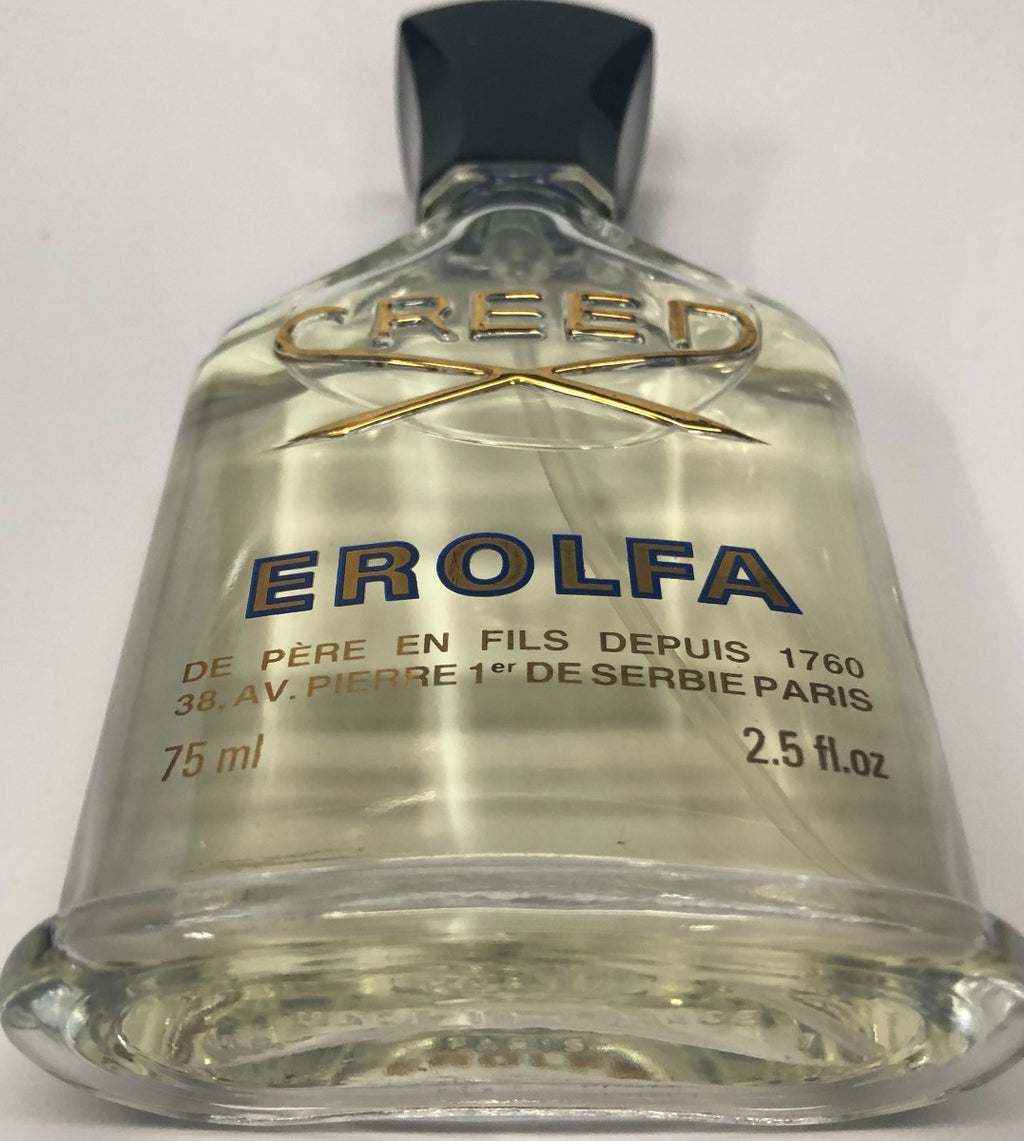 CREED
EROLFA
DE PÈRE EN FILS DEPUIS 1760
38, AV. PIERRE 1er DE SERBIE PARIS
75 ml 2.5 fl.oz
PARIS